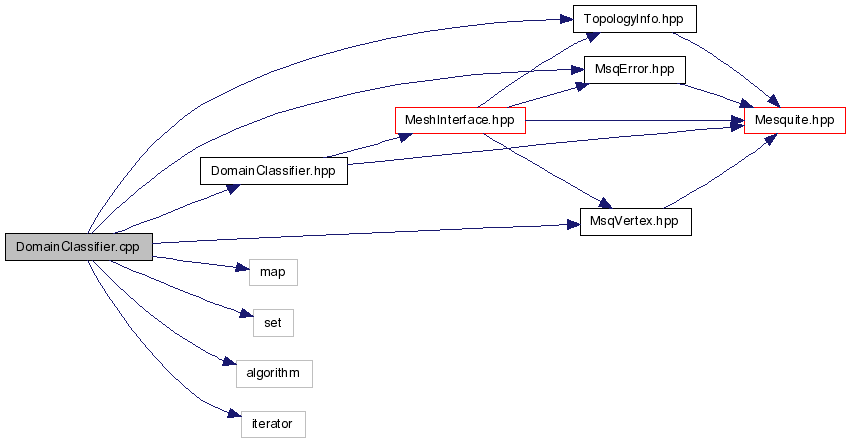 TopologyInfo.hpp
MsqError.hpp
MeshInterface.hpp
Mesquite.hpp
DomainClassifier.hpp
MsqVertex.hpp
DomainClassifier.cpp
map
set
algorithm
iterator